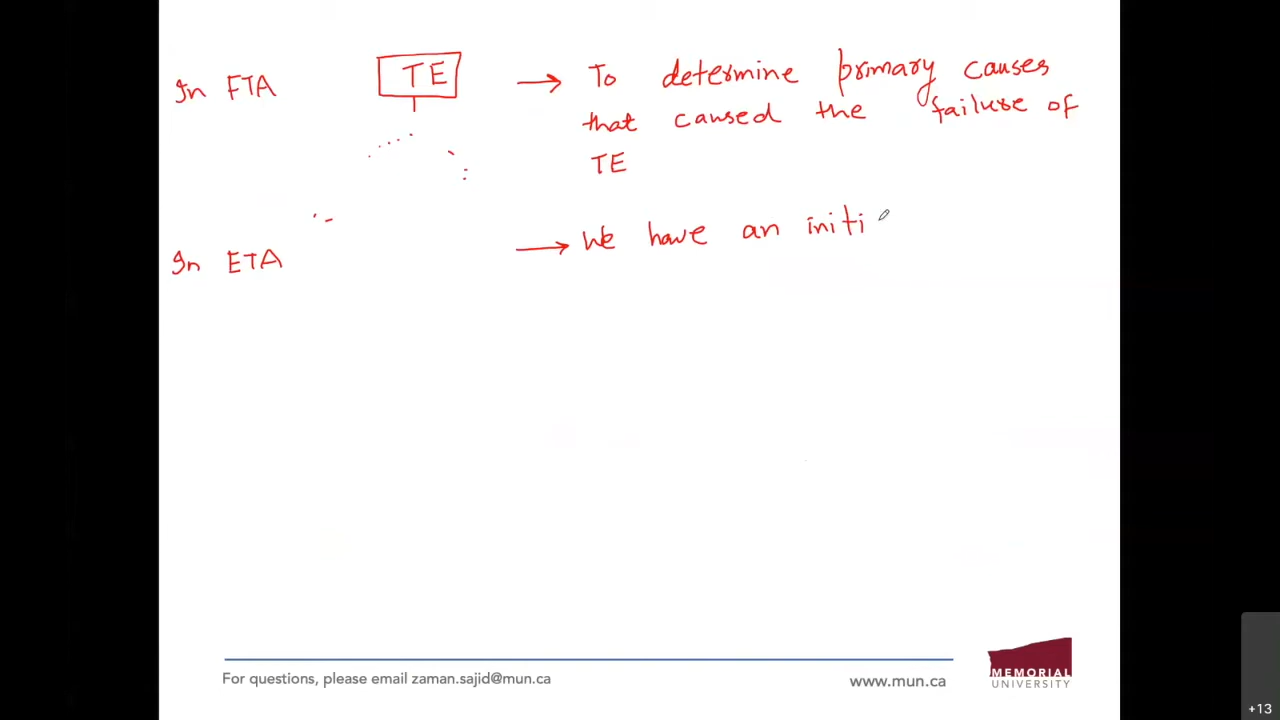 In FTA
TE
→ To determine primary causes
that caused the failure of
TE
In ETA
→ We have an initi
For questions, please email zaman.sajid@mun.ca
www.mun.ca
MEMORIAL
UNIVERSITY
+13